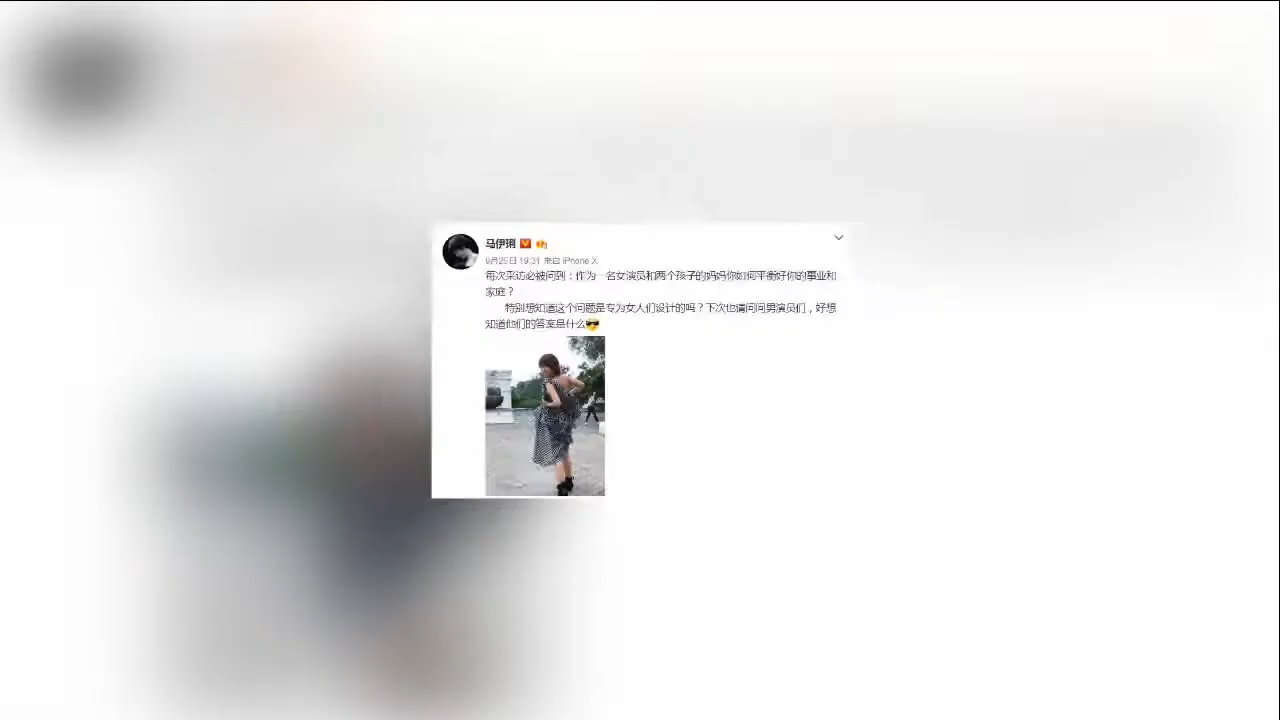 马伊琍
9月25日 19:31 来自 iPhone X
每次采访必被问到：作为一名女演员和两个孩子的妈妈你如何平衡好你的事业和
家庭？
特别想知道这个问题是专为女人们设计的吗？下次也请问问男演员们，好想
知道他们的答案是什么😎